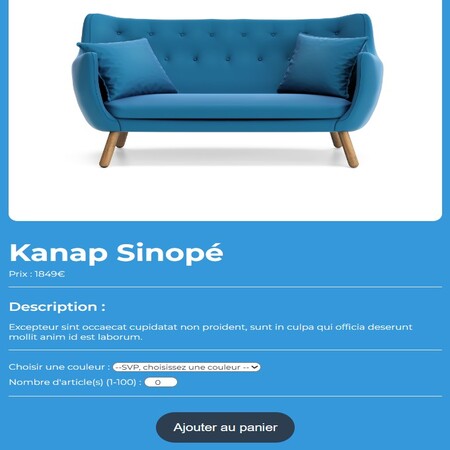 Kanap Sinopé
Prix : 1849€
Description :
Excepteur sint occaecat cupidatat non proident, sunt in culpa qui officia deserunt
mollit anim id est laborum.
Choisir une couleur : --SVP, choisissez une couleur --
Nombre d'article(s) (1-100) : 0
Ajouter au panier